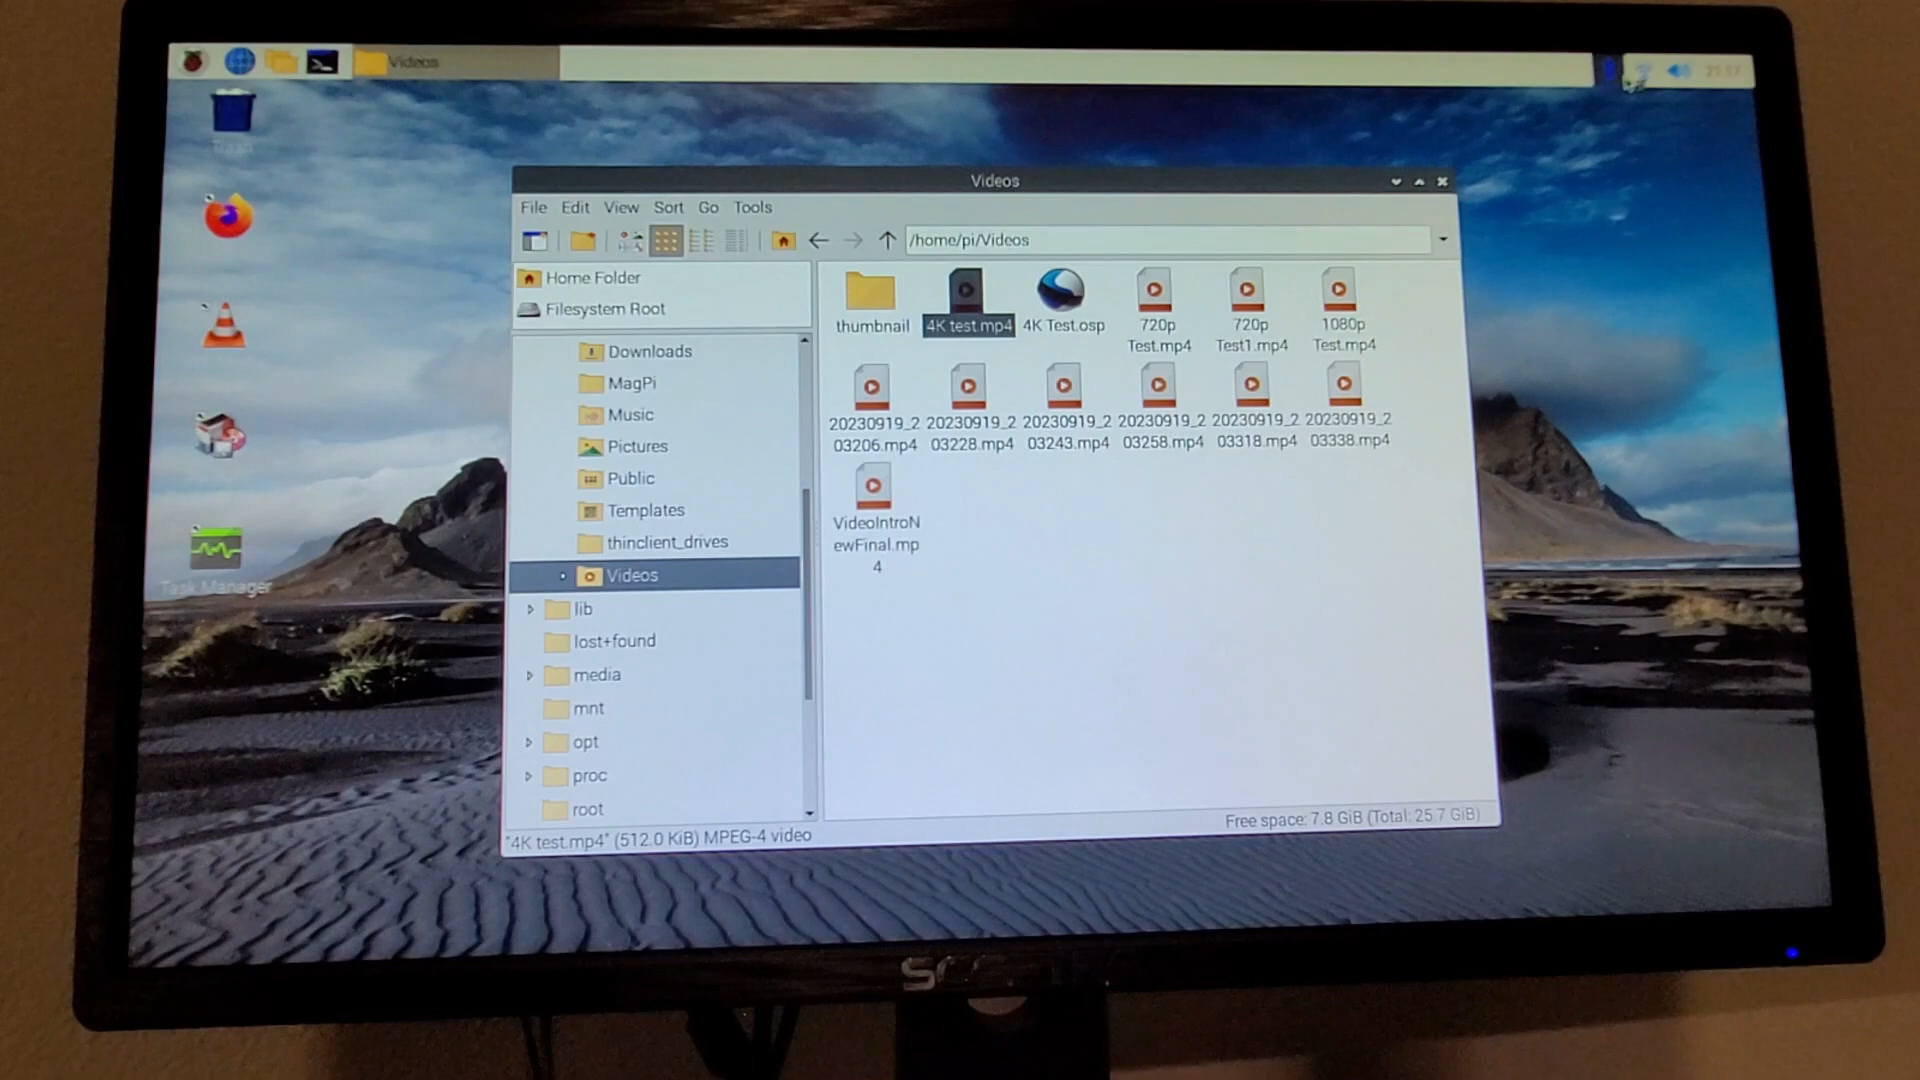 Videos
Trash
Task Manager
Videos
File Edit View Sort Go Tools
/home/pi/Videos
Home Folder
Filesystem Root
Downloads
MagPi
Music
Pictures
Public
Templates
thinclient_drives
Videos
lib
lost+found
media
mnt
opt
proc
root
thumbnail
4K test.mp4
4K Test.osp
720p
Test.mp4
720p
Test1.mp4
1080p
Test.mp4
20230919_2
03206.mp4
20230919_2
03228.mp4
20230919_2
03243.mp4
20230919_2
03258.mp4
20230919_2
03318.mp4
20230919_2
03338.mp4
VideoIntroN
ewFinal.mp
4
"4K test.mp4" (512.0 KiB) MPEG-4 video
Free space: 7.8 GiB (Total: 25.7 GiB)